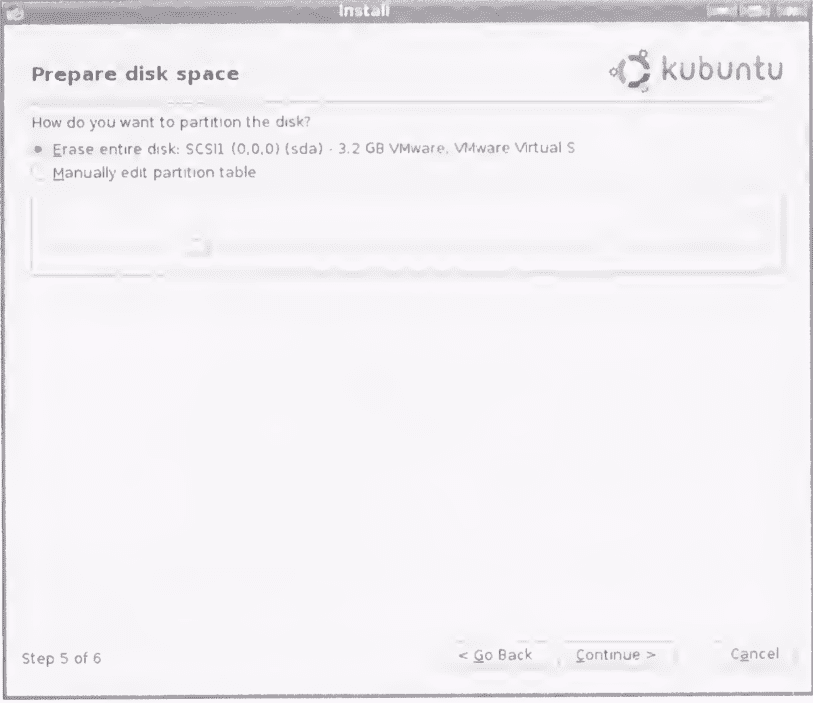 Install
Prepare disk space
kubuntu
How do you want to partition the disk?
Erase entire disk: SCSI1 (0,0,0) (sda) - 3.2 GB VMware, VMware Virtual S
Manually edit partition table
Step 5 of 6
< Go Back
Continue >
Cancel